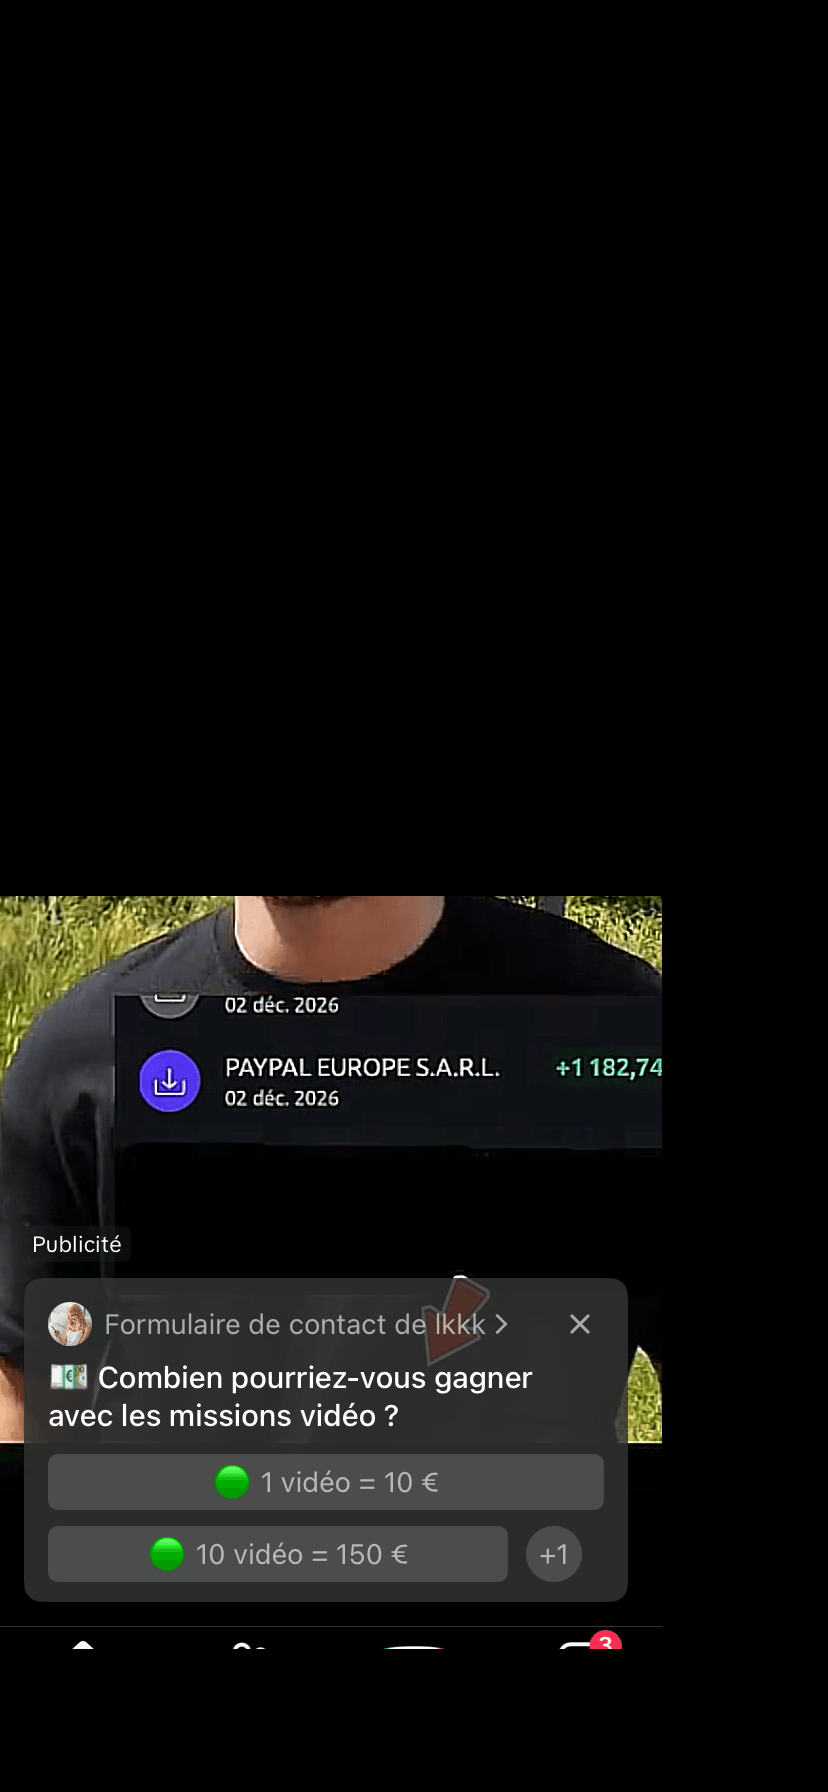 02 déc. 2026
PAYPAL EUROPE S.A.R.L. +1 182,74
02 déc. 2026
Publicité
Formulaire de contact de lkkk
💶 Combien pourriez-vous gagner
avec les missions vidéo ?
🟢 1 vidéo = 10 €
🟢 10 vidéo = 150 €
+1
3